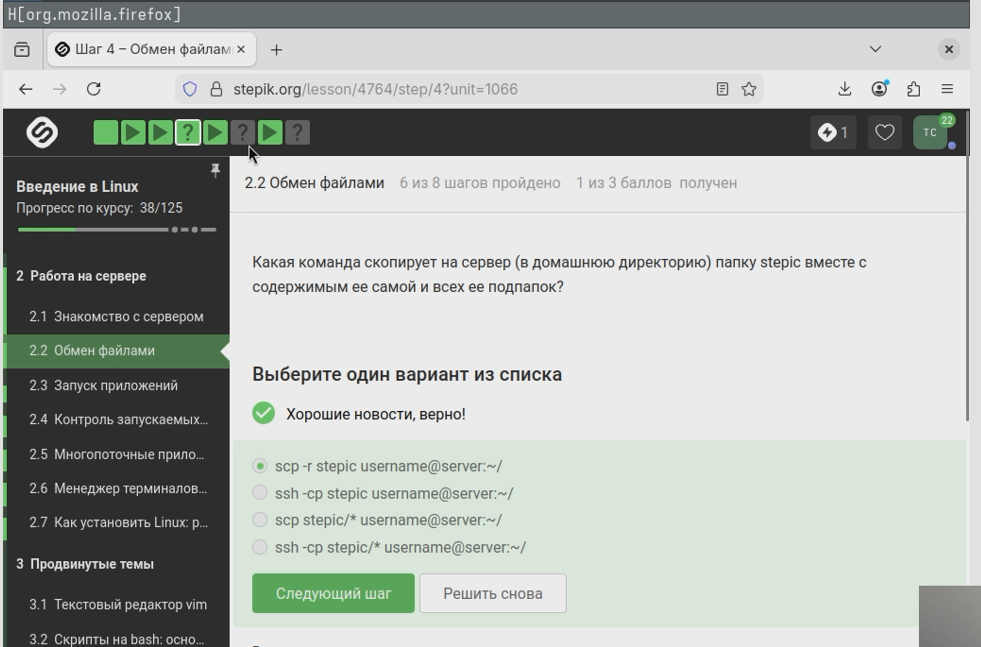 H[org.mozilla.firefox]
Шаг 4 – Обмен файлам
stepik.org/lesson/4764/step/4?unit=1066
? ? ?
1
TC
22
Введение в Linux
Прогресс по курсу: 38/125
2.2 Обмен файлами 6 из 8 шагов пройдено 1 из 3 баллов получен
2 Работа на сервере
2.1 Знакомство с сервером
2.2 Обмен файлами
2.3 Запуск приложений
2.4 Контроль запускаемых...
2.5 Многопоточные прило...
2.6 Менеджер терминалов...
2.7 Как установить Linux: р...
3 Продвинутые темы
3.1 Текстовый редактор vim
3.2 Скрипты на bash: осно...
Какая команда скопирует на сервер (в домашнюю директорию) папку stepic вместе с
содержимым ее самой и всех ее подпапок?
Выберите один вариант из списка
Хорошие новости, верно!
scp -r stepic username@server:~/
ssh -cp stepic username@server:~/
scp stepic/* username@server:~/
ssh -cp stepic/* username@server:~/
Следующий шаг
Решить снова